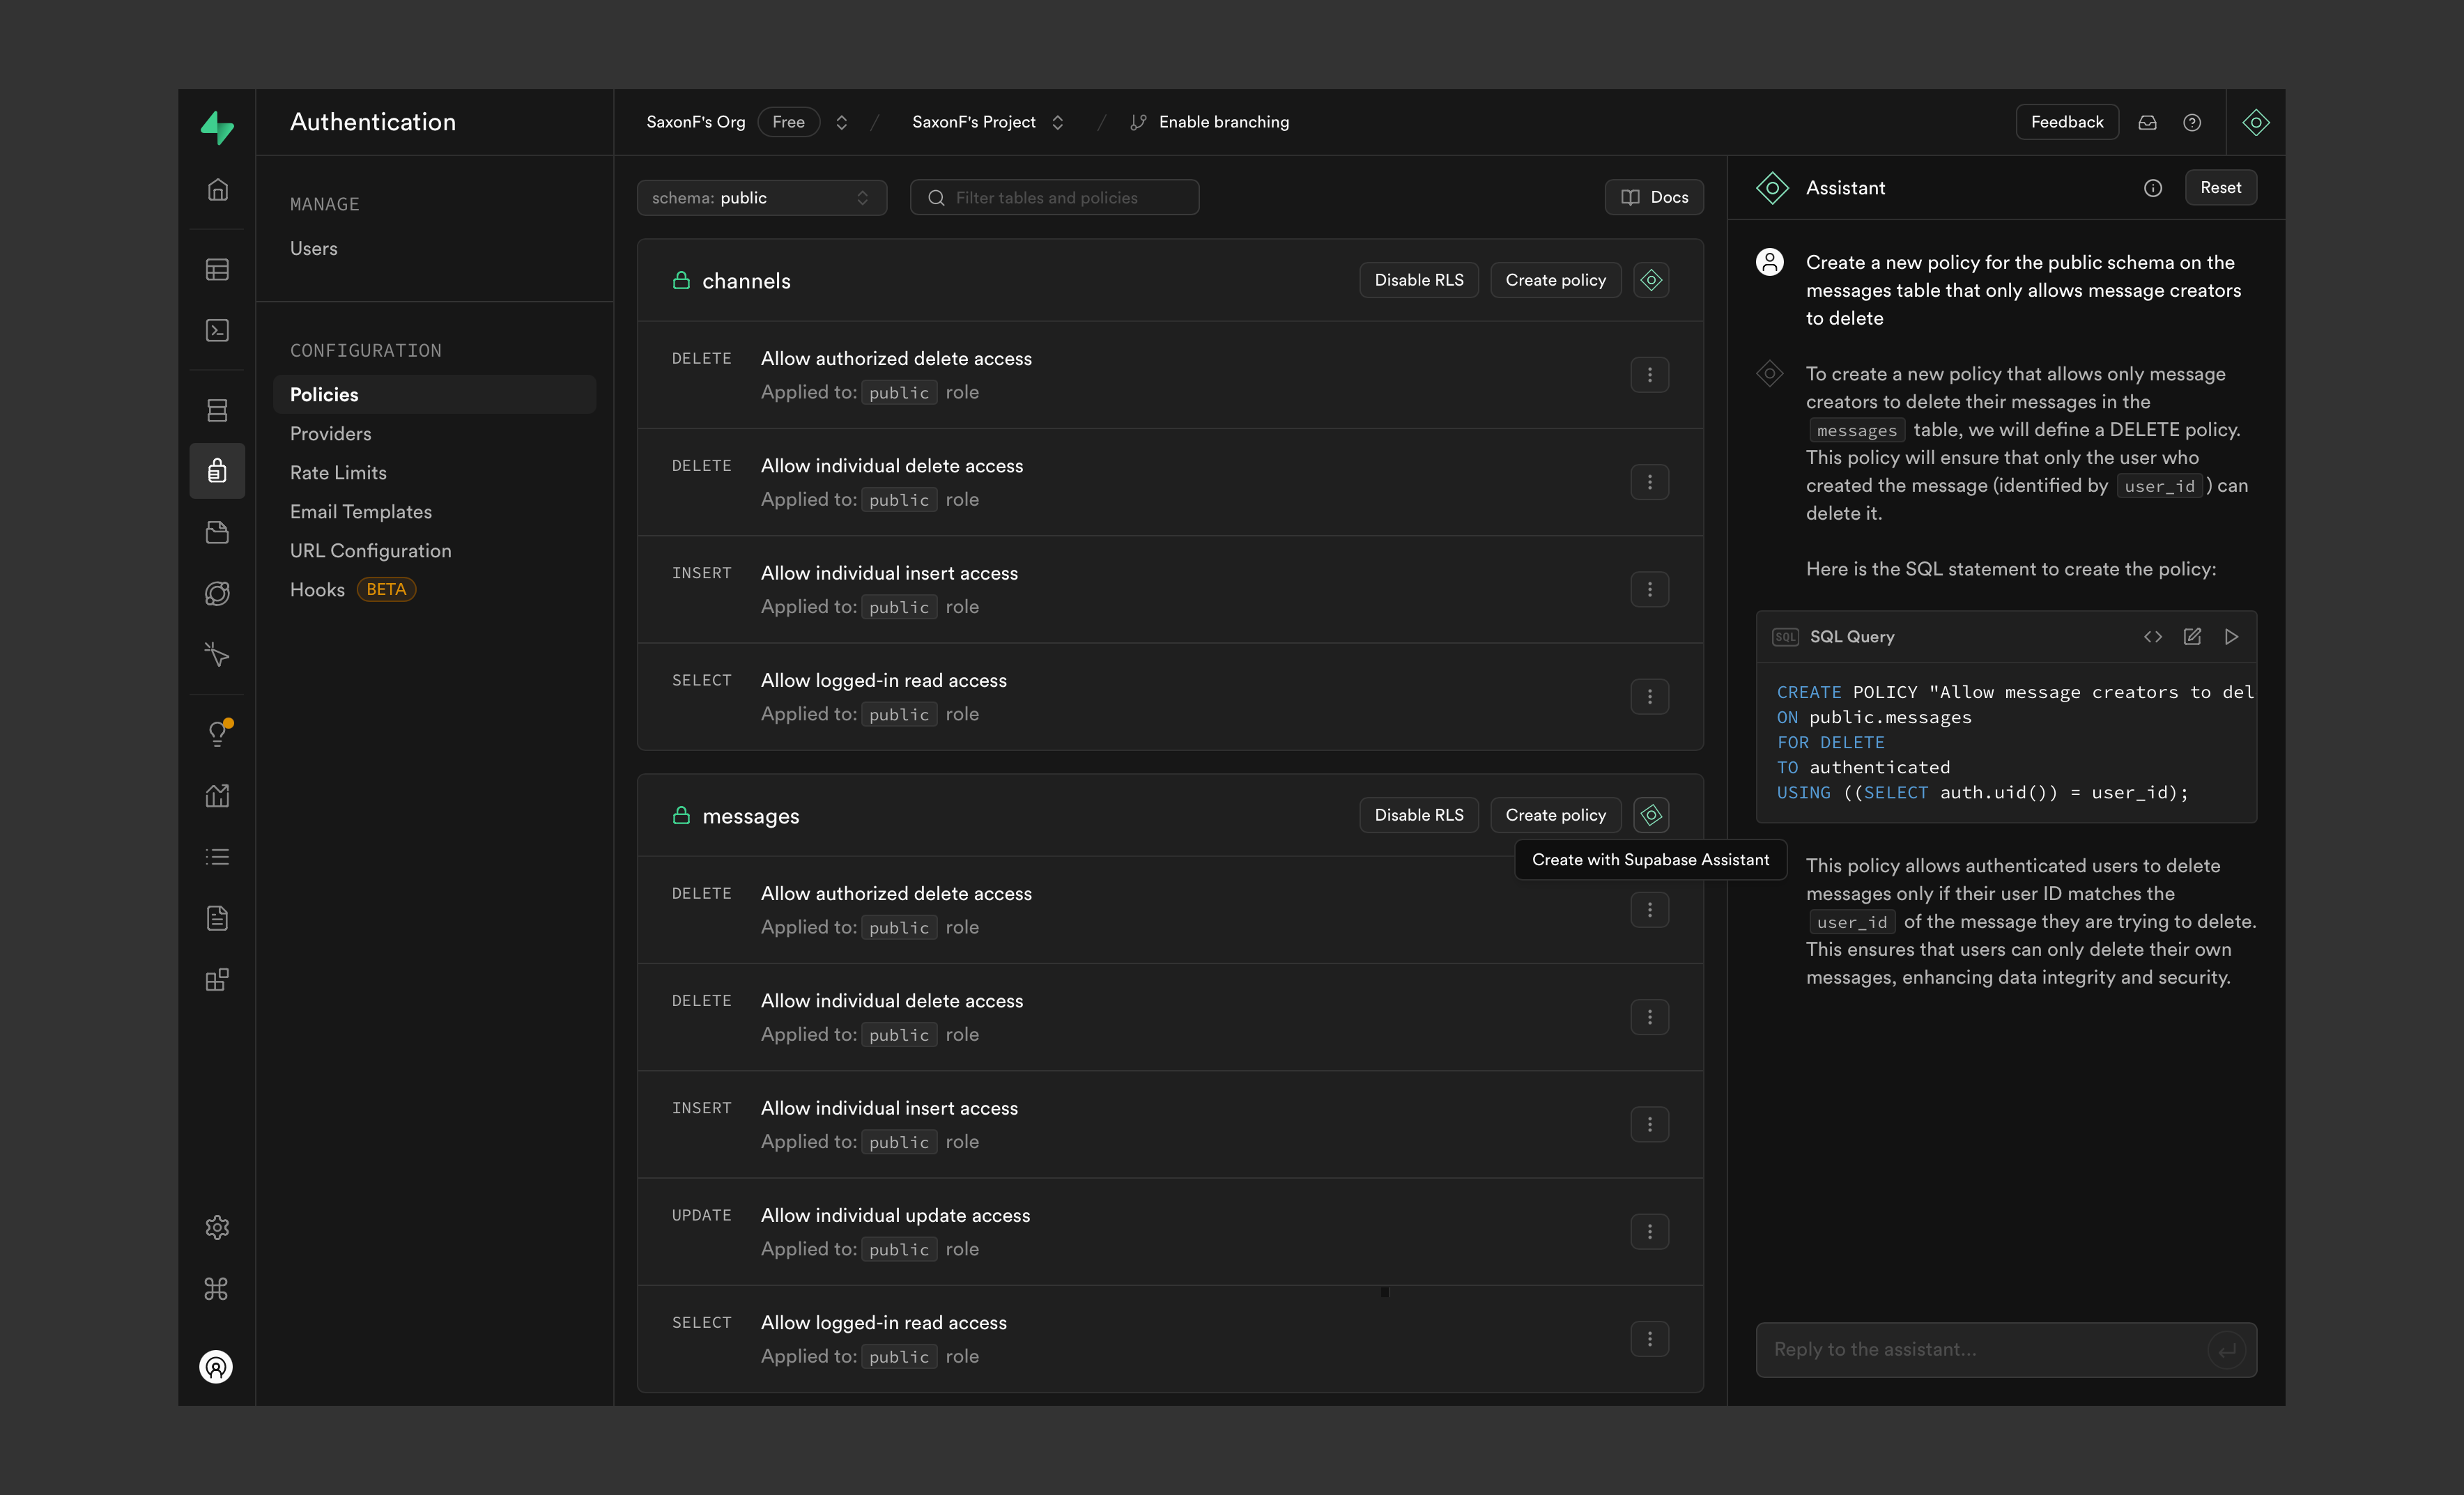 Authentication
SaxonF's Org Free / SaxonF's Project / Enable branching
Feedback
MANAGE
Users
CONFIGURATION
Policies
Providers
Rate Limits
Email Templates
URL Configuration
Hooks BETA
schema: public
Filter tables and policies
Docs
channels
Disable RLS
Create policy
DELETE Allow authorized delete access
Applied to: public role
DELETE Allow individual delete access
Applied to: public role
INSERT Allow individual insert access
Applied to: public role
SELECT Allow logged-in read access
Applied to: public role
messages
Disable RLS
Create policy
Create with Supabase Assistant
DELETE Allow authorized delete access
Applied to: public role
DELETE Allow individual delete access
Applied to: public role
INSERT Allow individual insert access
Applied to: public role
UPDATE Allow individual update access
Applied to: public role
SELECT Allow logged-in read access
Applied to: public role
Assistant
Reset
Create a new policy for the public schema on the
messages table that only allows message creators
to delete
To create a new policy that allows only message
creators to delete their messages in the
messages table, we will define a DELETE policy.
This policy will ensure that only the user who
created the message (identified by user_id) can
delete it.
Here is the SQL statement to create the policy:
SQL SQL Query
CREATE POLICY "Allow message creators to del
ON public.messages
FOR DELETE
TO authenticated
USING ((SELECT auth.uid()) = user_id);
This policy allows authenticated users to delete
messages only if their user ID matches the
user_id of the message they are trying to delete.
This ensures that users can only delete their own
messages, enhancing data integrity and security.
Reply to the assistant...